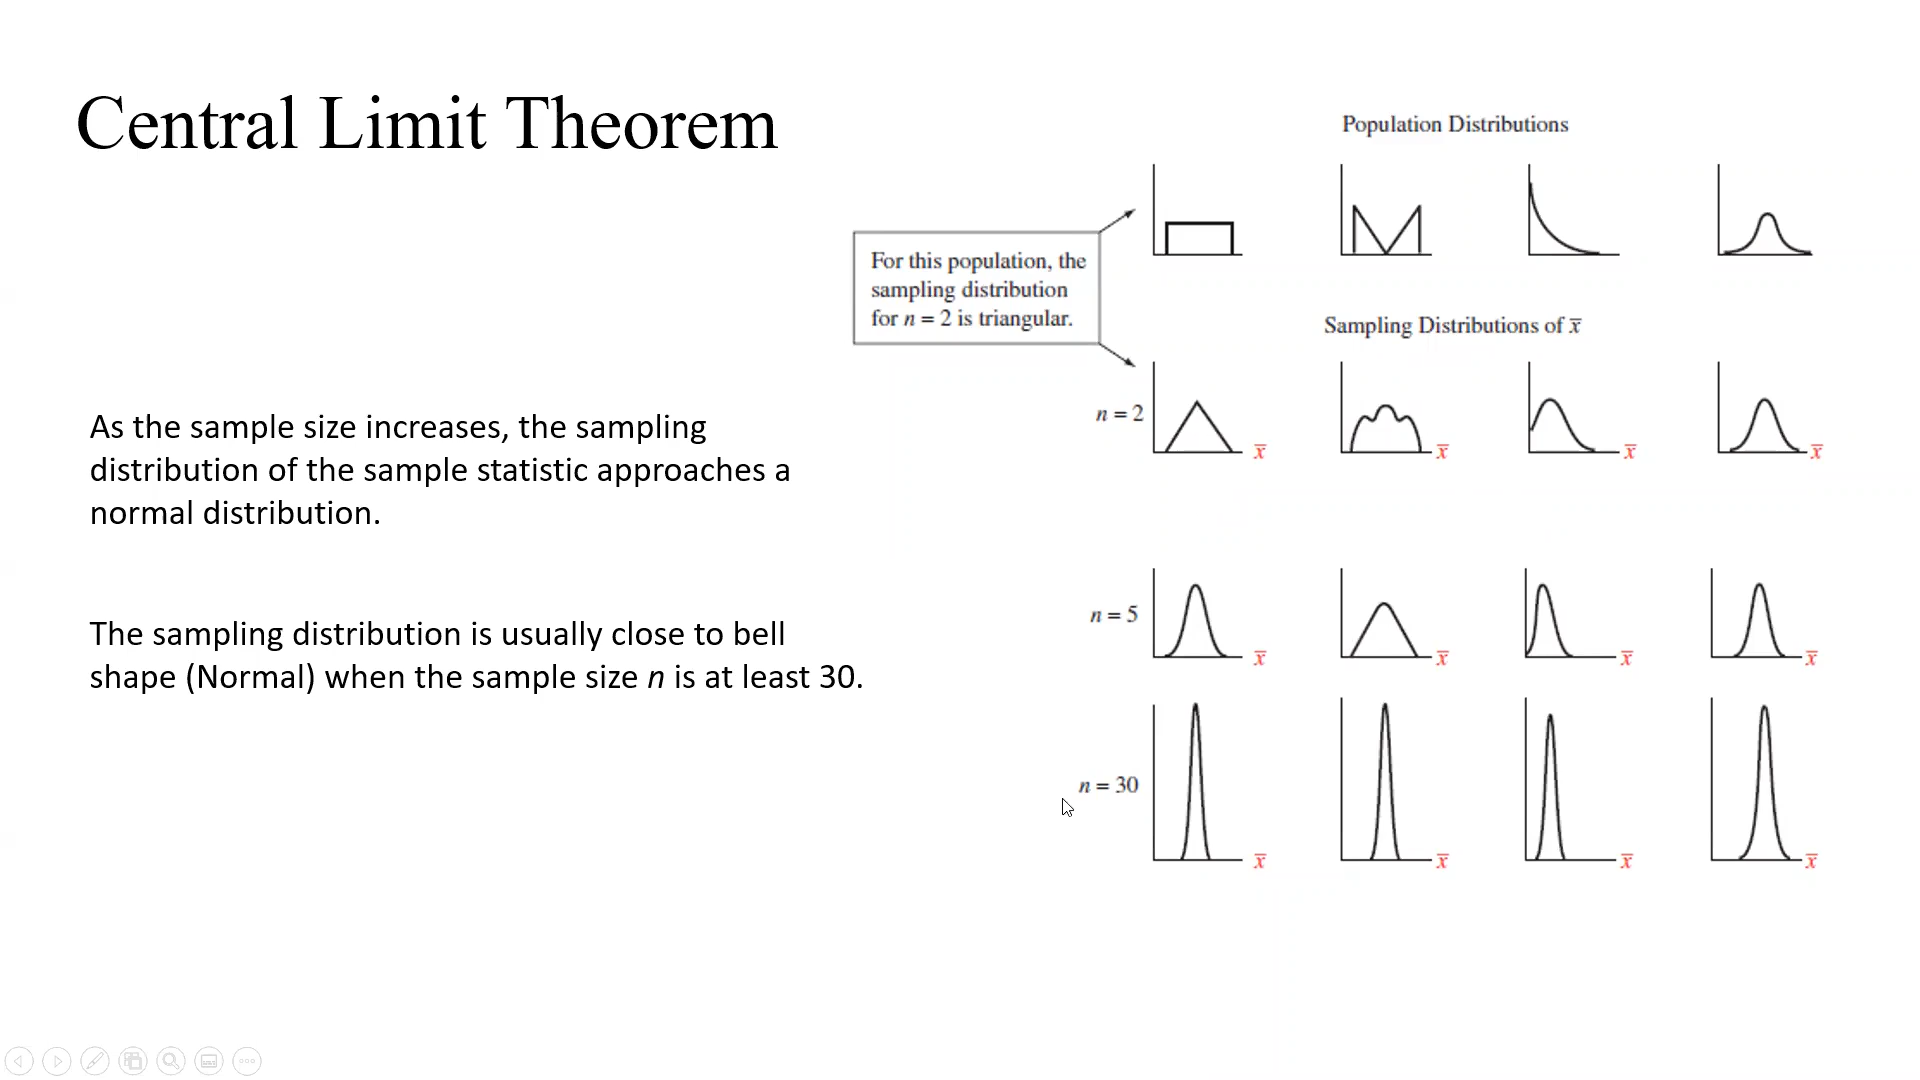 Central Limit Theorem
As the sample size increases, the sampling
distribution of the sample statistic approaches a
normal distribution.
The sampling distribution is usually close to bell
shape (Normal) when the sample size n is at least 30.
Population Distributions
For this population, the
sampling distribution
for n = 2 is triangular.
Sampling Distributions of x̅
n = 2
x̅ x̅ x̅ x̅
n = 5
x̅ x̅ x̅ x̅
n = 30
x̅ x̅ x̅ x̅